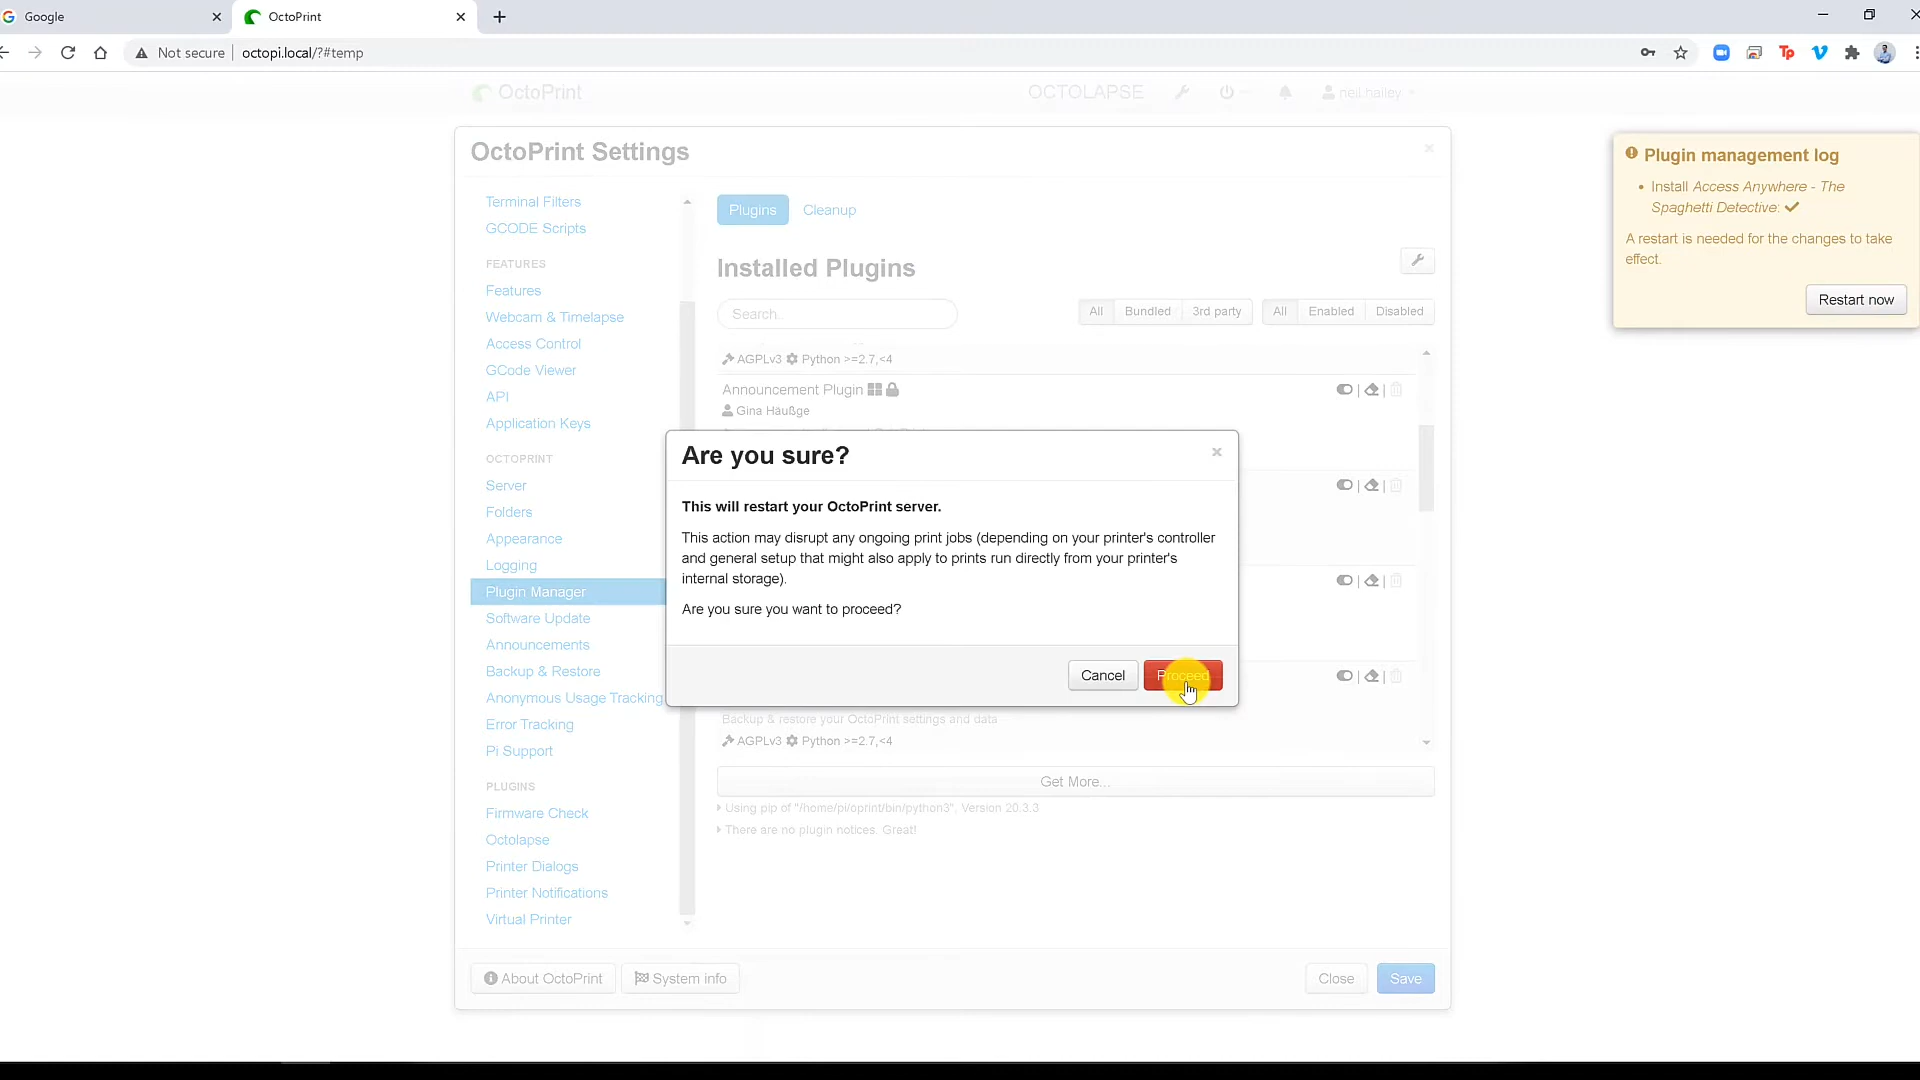 Google
OctoPrint
Not secure
octopi.local/?#temp
OctoPrint
OCTOLAPSE
neil.hailey
OctoPrint Settings
Terminal Filters
GCODE Scripts
FEATURES
Features
Webcam & Timelapse
Access Control
GCode Viewer
API
Application Keys
OCTOPRINT
Server
Folders
Appearance
Logging
Plugin Manager
Software Update
Announcements
Backup & Restore
Anonymous Usage Tracking
Error Tracking
Pi Support
PLUGINS
Firmware Check
Octolapse
Printer Dialogs
Printer Notifications
Virtual Printer
Plugins
Cleanup
Installed Plugins
Search..
All Bundled 3rd party
All Enabled Disabled
AGPLv3 Python >=2.7,<4
Announcement Plugin
Gina Häußge
Are you sure?
This will restart your OctoPrint server.
This action may disrupt any ongoing print jobs (depending on your printer's controller
and general setup that might also apply to prints run directly from your printer's
internal storage).
Are you sure you want to proceed?
Cancel
Proceed
Backup & restore your OctoPrint settings and data
AGPLv3 Python >=2.7,<4
Get More...
Using pip of "/home/pi/oprint/bin/python3", Version 20.3.3
There are no plugin notices. Great!
About OctoPrint
System info
Close
Save
Plugin management log
Install Access Anywhere - The
Spaghetti Detective:
A restart is needed for the changes to take
effect.
Restart now